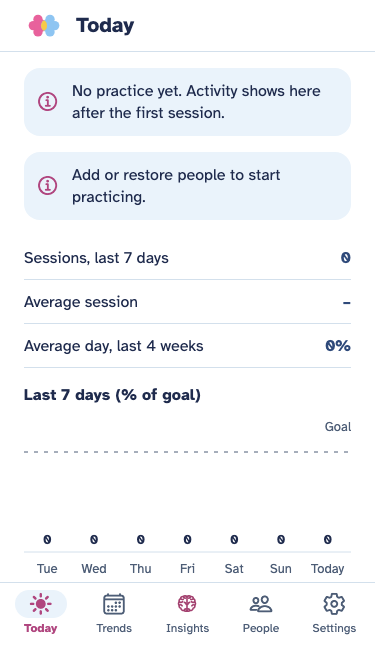 Today
No practice yet. Activity shows here
after the first session.
Add or restore people to start
practicing.
Sessions, last 7 days 0
Average session –
Average day, last 4 weeks 0%
Last 7 days (% of goal)
Goal
0 0 0 0 0 0 0
Tue Wed Thu Fri Sat Sun Today
Today Trends Insights People Settings